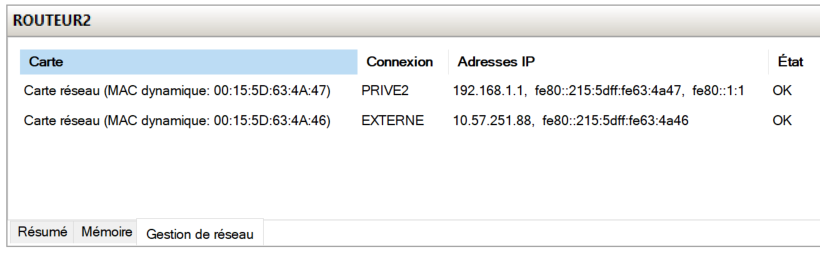 ROUTEUR2
Carte Connexion Adresses IP État
Carte réseau (MAC dynamique: 00:15:5D:63:4A:47) PRIVE2 192.168.1.1, fe80::215:5dff:fe63:4a47, fe80::1:1 OK
Carte réseau (MAC dynamique: 00:15:5D:63:4A:46) EXTERNE 10.57.251.88, fe80::215:5dff:fe63:4a46 OK
Résumé Mémoire Gestion de réseau